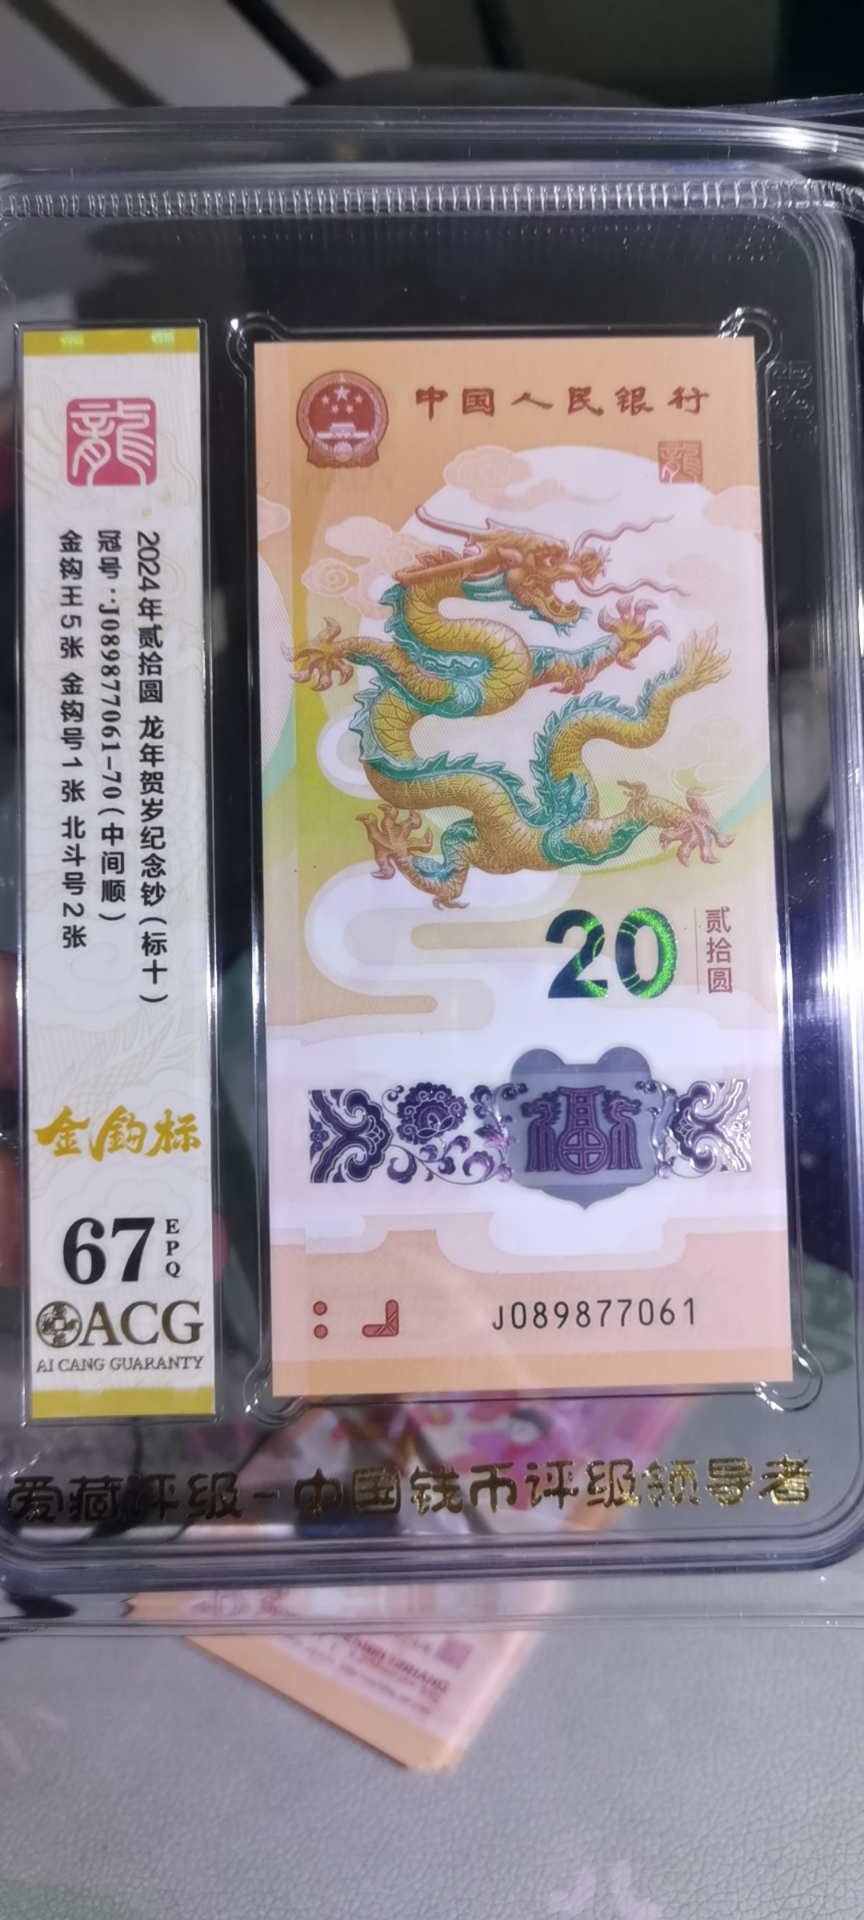 龍
2024年贰拾圆 龙年贺岁纪念钞(标十)
冠号:J089877061-70(中间顺)
金钩王5张 金钩号1张 北斗号2张
金钩标
67
EPQ
ACG
AI CANG GUARANTY
中国人民银行
龍
20
贰拾圆
J089877061
爱藏评级-中国钱币评级领导者